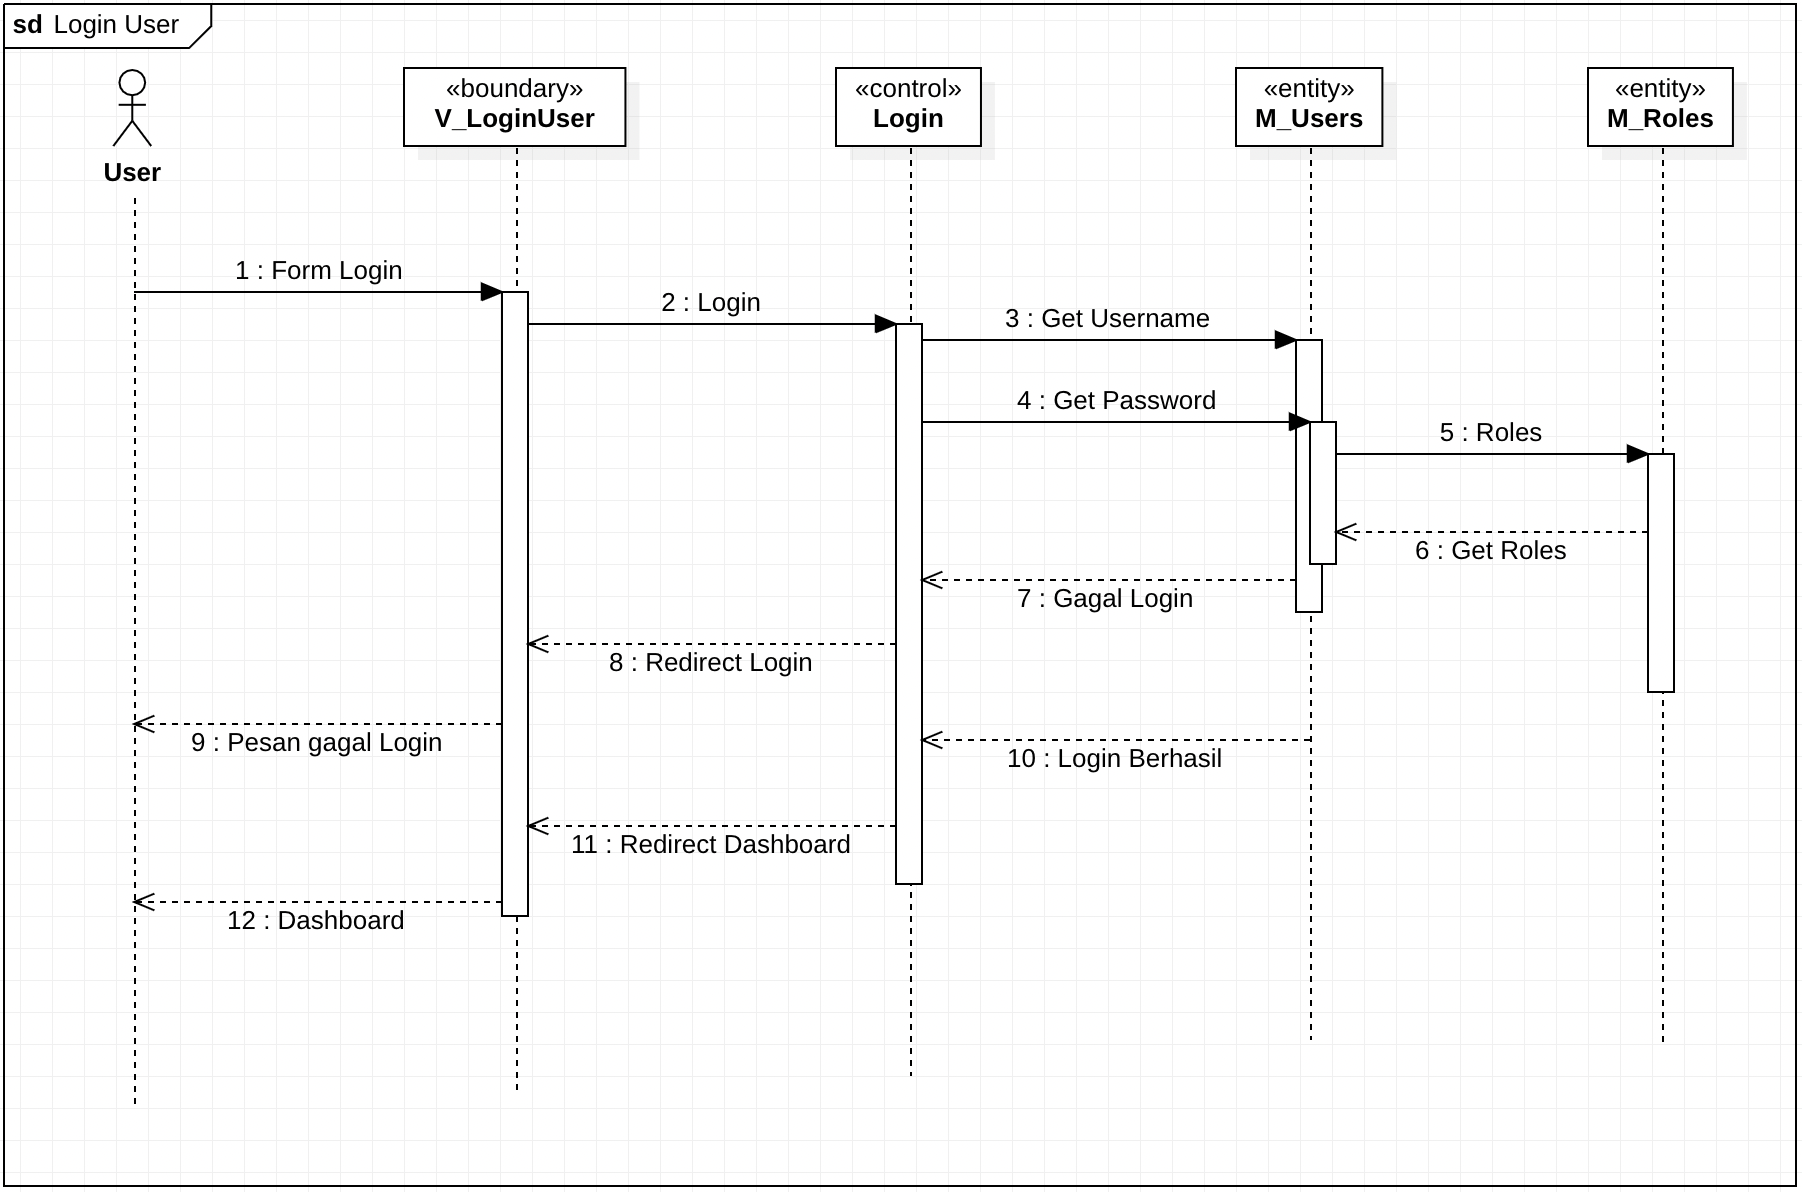 sd Login User
User
«boundary»
V_LoginUser
«control»
Login
«entity»
M_Users
«entity»
M_Roles
1 : Form Login
2 : Login
3 : Get Username
4 : Get Password
5 : Roles
6 : Get Roles
7 : Gagal Login
8 : Redirect Login
9 : Pesan gagal Login
10 : Login Berhasil
11 : Redirect Dashboard
12 : Dashboard